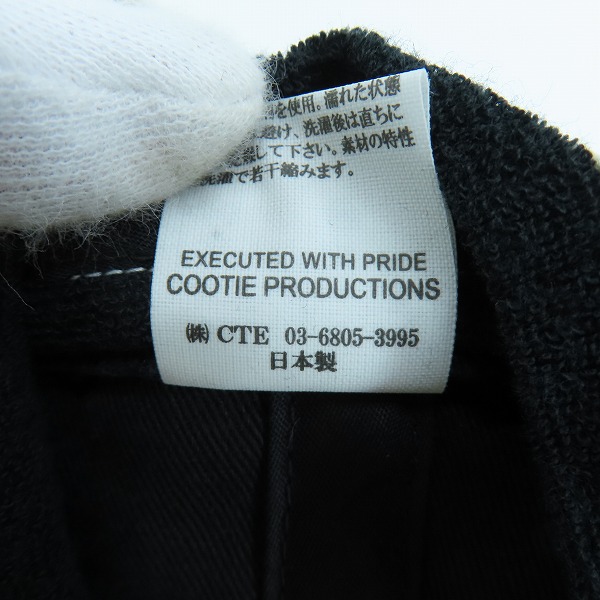 を使用。濡れた状態
避け、洗濯後は直ちに
して下さい。素材の特性
洗濯で若干縮みます。
EXECUTED WITH PRIDE
COOTIE PRODUCTIONS
㈱ CTE 03-6805-3995
日本製